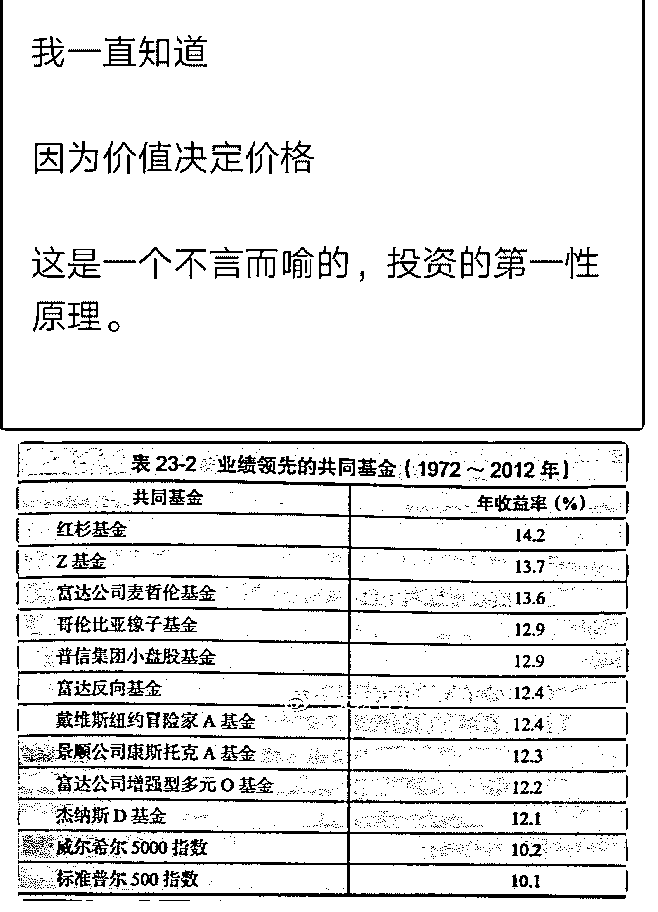 我一直知道
因为价值决定价格
这是一个不言而喻的，投资的第一性
原理。
表 23-2 业绩领先的共同基金（1972～2012 年）
共同基金 年收益率（%）
红杉基金 14.2
Z 基金 13.7
富达公司麦哲伦基金 13.6
哥伦比亚橡子基金 12.9
普信集团小盘股基金 12.9
富达反向基金 12.4
戴维斯纽约冒险家 A 基金 12.4
景顺公司康斯托克 A 基金 12.3
富达公司增强型多元 O 基金 12.2
杰纳斯 D 基金 12.1
威尔希尔 5000 指数 10.2
标准普尔 500 指数 10.1